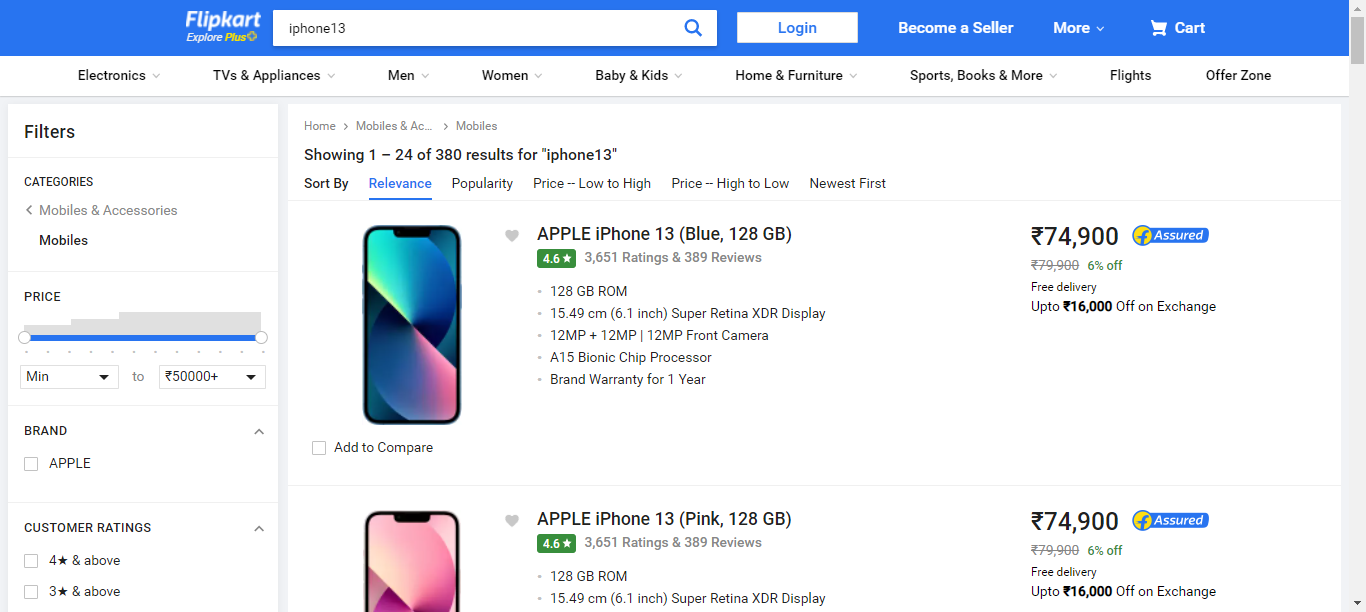 Flipkart
Explore Plus
iphone13
Login
Become a Seller
More
Cart
Electronics
TVs & Appliances
Men
Women
Baby & Kids
Home & Furniture
Sports, Books & More
Flights
Offer Zone
Filters
CATEGORIES
Mobiles & Accessories
Mobiles
PRICE
Min
to
₹50000+
BRAND
APPLE
CUSTOMER RATINGS
4★ & above
3★ & above
Home > Mobiles & Ac... > Mobiles
Showing 1 – 24 of 380 results for "iphone13"
Sort By Relevance Popularity Price -- Low to High Price -- High to Low Newest First
APPLE iPhone 13 (Blue, 128 GB)
4.6 ★ 3,651 Ratings & 389 Reviews
128 GB ROM
15.49 cm (6.1 inch) Super Retina XDR Display
12MP + 12MP | 12MP Front Camera
A15 Bionic Chip Processor
Brand Warranty for 1 Year
Add to Compare
₹74,900 f Assured
₹79,900 6% off
Free delivery
Upto ₹16,000 Off on Exchange
APPLE iPhone 13 (Pink, 128 GB)
4.6 ★ 3,651 Ratings & 389 Reviews
128 GB ROM
15.49 cm (6.1 inch) Super Retina XDR Display
₹74,900 f Assured
₹79,900 6% off
Free delivery
Upto ₹16,000 Off on Exchange